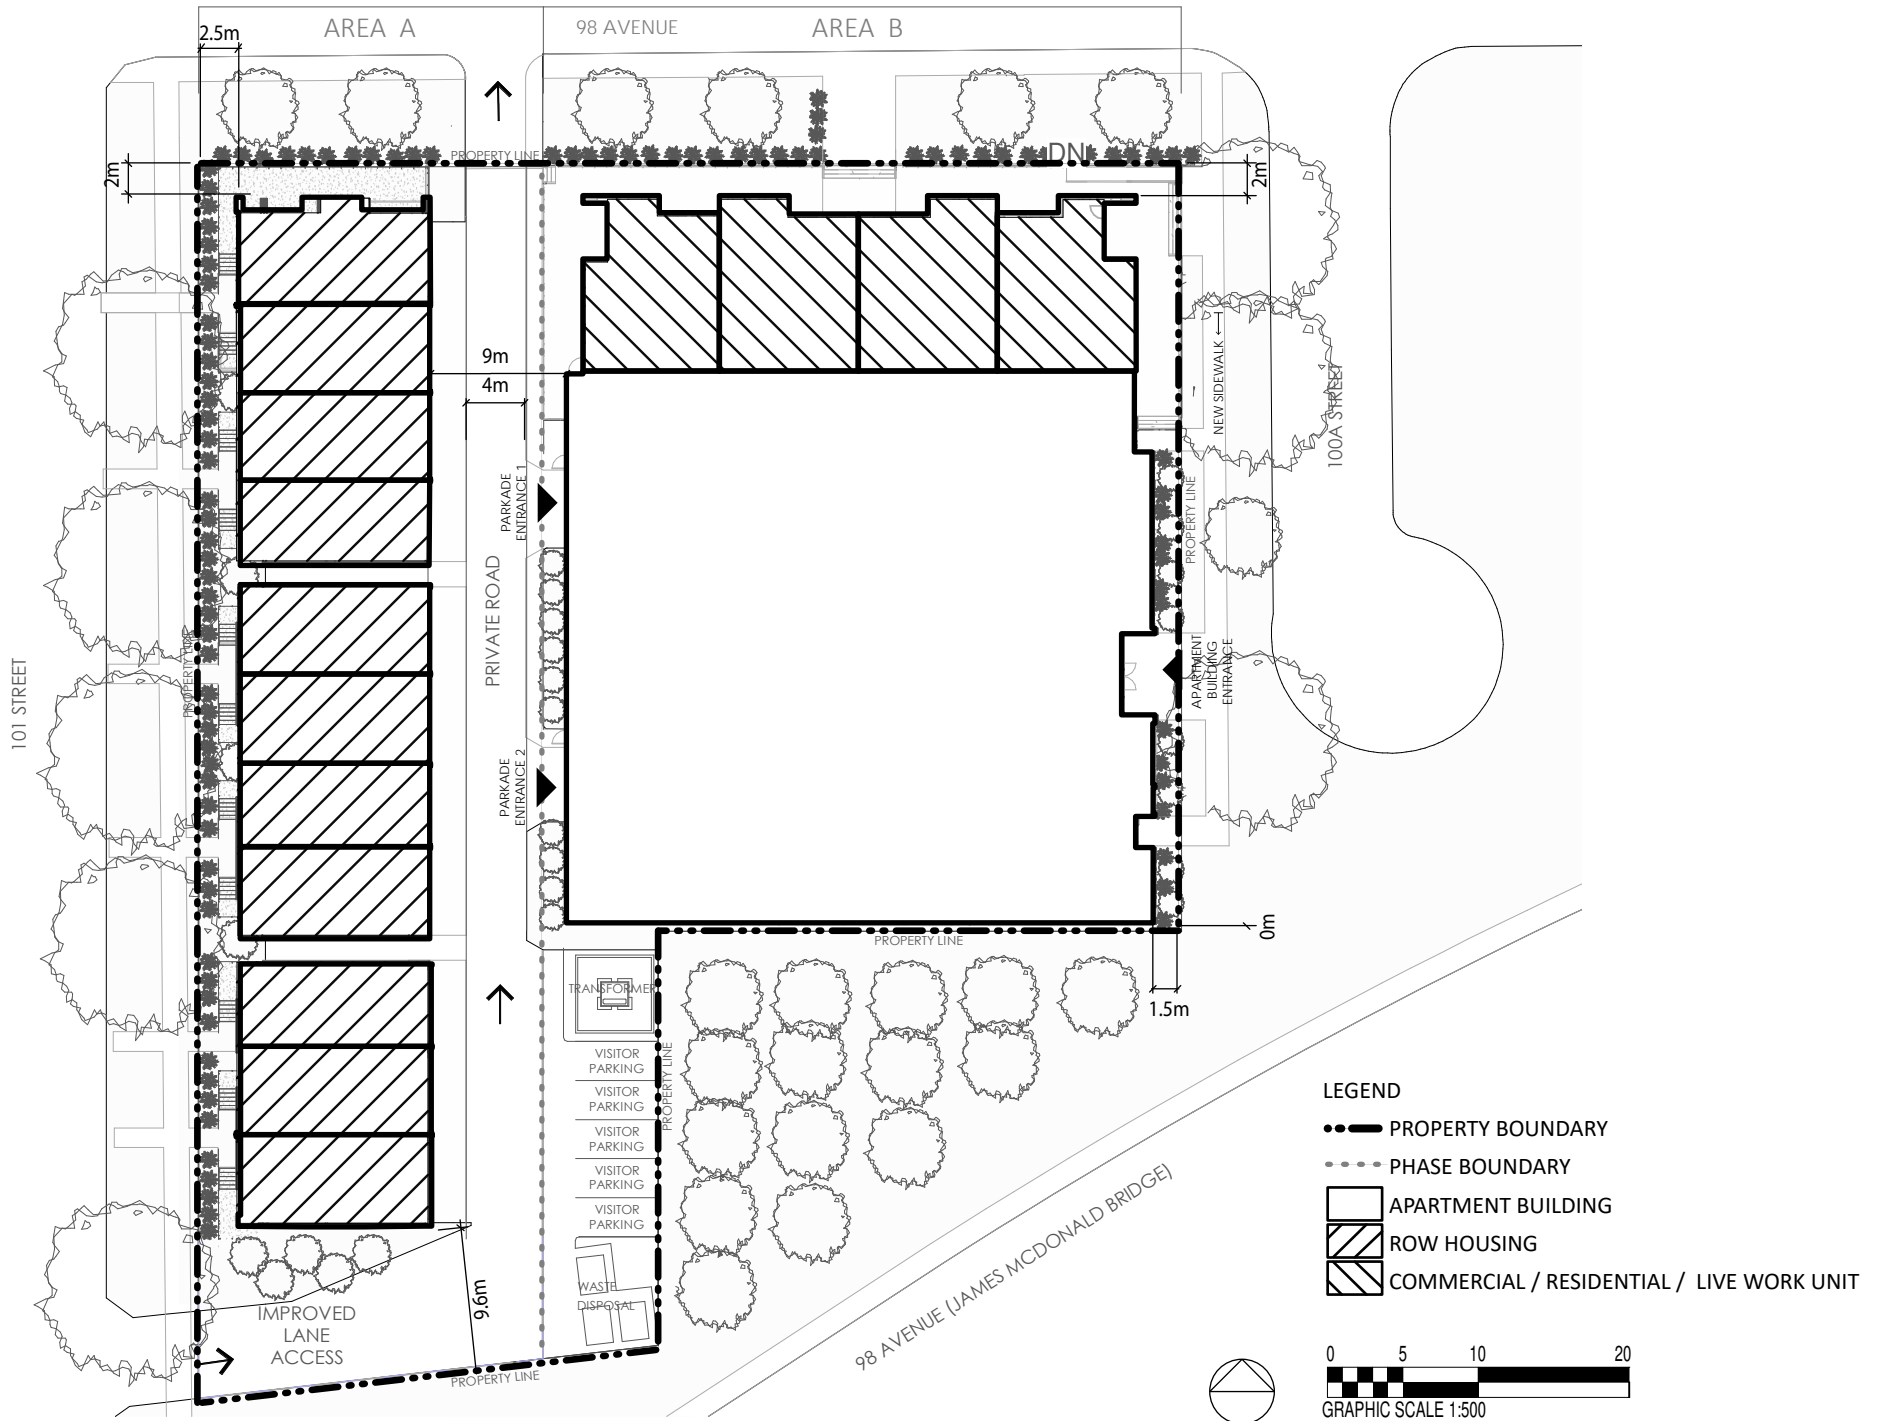 AREA A
98 AVENUE
AREA B
2.5m
2m
PROPERTY LINE
DN
2m
9m
4m
NEW SIDEWALK
100A STREET
PARKADE
ENTRANCE 1
PROPERTY LINE
PRIVATE ROAD
101 STREET
PROPERTY LINE
APARTMENT
BUILDING
ENTRANCE
PARKADE
ENTRANCE 2
0m
PROPERTY LINE
1.5m
TRANSFORMER
VISITOR
PARKING
VISITOR
PARKING
VISITOR
PARKING
VISITOR
PARKING
VISITOR
PARKING
PROPERTY LINE
WASTE
DISPOSAL
9.6m
IMPROVED
LANE
ACCESS
PROPERTY LINE
98 AVENUE (JAMES MCDONALD BRIDGE)
LEGEND
PROPERTY BOUNDARY
PHASE BOUNDARY
APARTMENT BUILDING
ROW HOUSING
COMMERCIAL / RESIDENTIAL / LIVE WORK UNIT
0 5 10 20
GRAPHIC SCALE 1:500